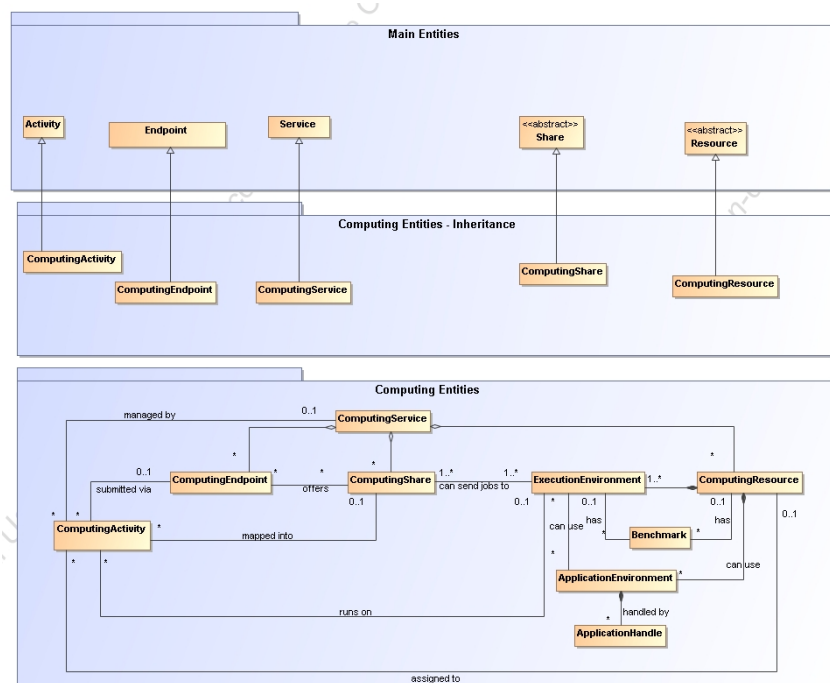 Main Entities
Activity
Endpoint
Service
<<abstract>>
Share
<<abstract>>
Resource
Computing Entities - Inheritance
ComputingActivity
ComputingEndpoint
ComputingService
ComputingShare
ComputingResource
Computing Entities
managed by
0..1
ComputingService
*
*
*
0..1
ComputingEndpoint
*
*
ComputingShare
1..*
1..*
ExecutionEnvironment
1..*
ComputingResource
submitted via
offers
can send jobs to
0..1
0..1
*
0..1
0..1
0..1
*
*
ComputingActivity
*
mapped into
can use
has
*
Benchmark
*
has
*
*
*
ApplicationEnvironment
*
can use
runs on
handled by
*
ApplicationHandle
assigned to